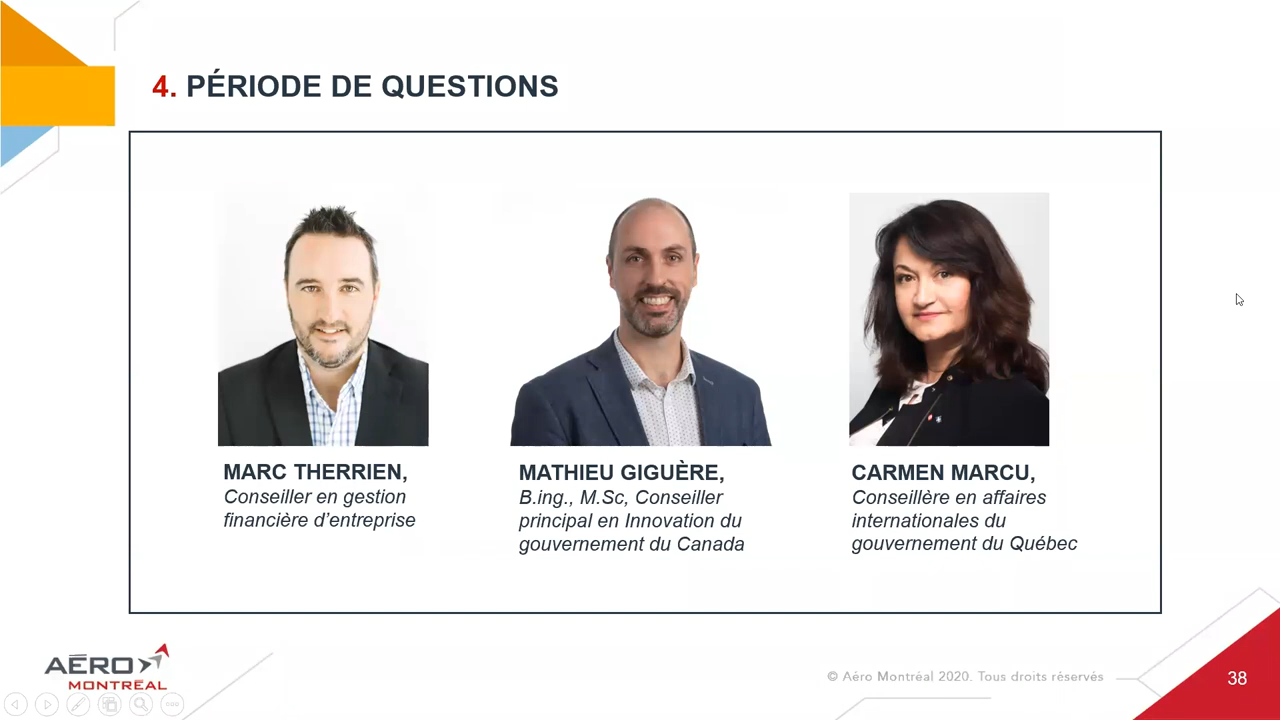 4. PÉRIODE DE QUESTIONS
MARC THERRIEN,
Conseiller en gestion
financière d’entreprise
MATHIEU GIGUÈRE,
B.ing., M.Sc, Conseiller
principal en Innovation du
gouvernement du Canada
CARMEN MARCU,
Conseillère en affaires
internationales du
gouvernement du Québec
AÉRO
MONTRÉAL
© Aéro Montréal 2020. Tous droits réservés
38